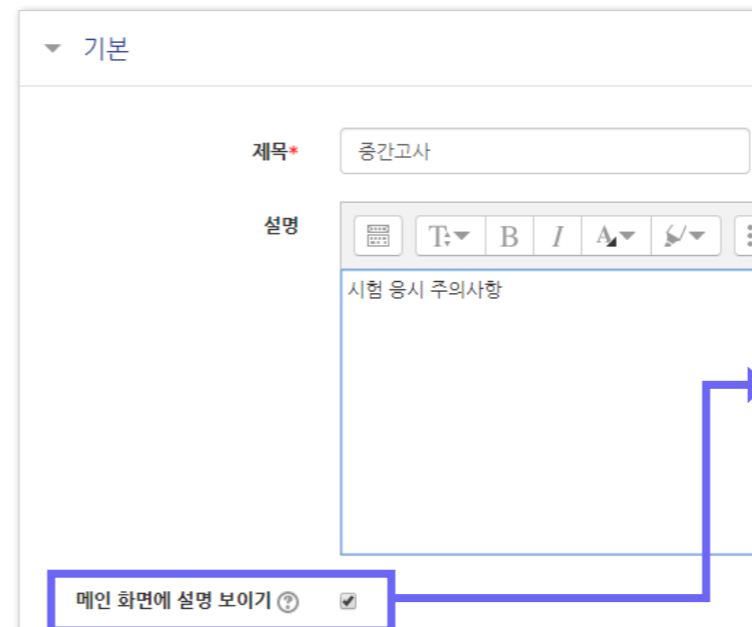 기본
제목*
중간고사
설명
T B I A
시험 응시 주의사항
메인 화면에 설명 보이기 ?